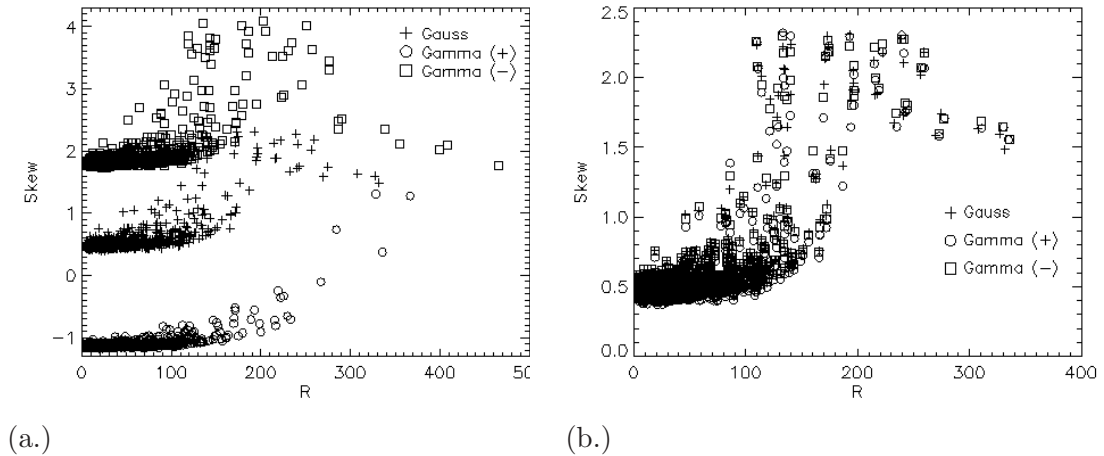 4
3
2
1
0
−1
Skew
+ Gauss
○ Gamma (+)
□ Gamma (−)
0 100 200 300 400 50
R
(a.)
2.5
2.0
1.5
1.0
0.5
0.0
Skew
+ Gauss
○ Gamma (+)
□ Gamma (−)
0 100 200 300 400
R
(b.)